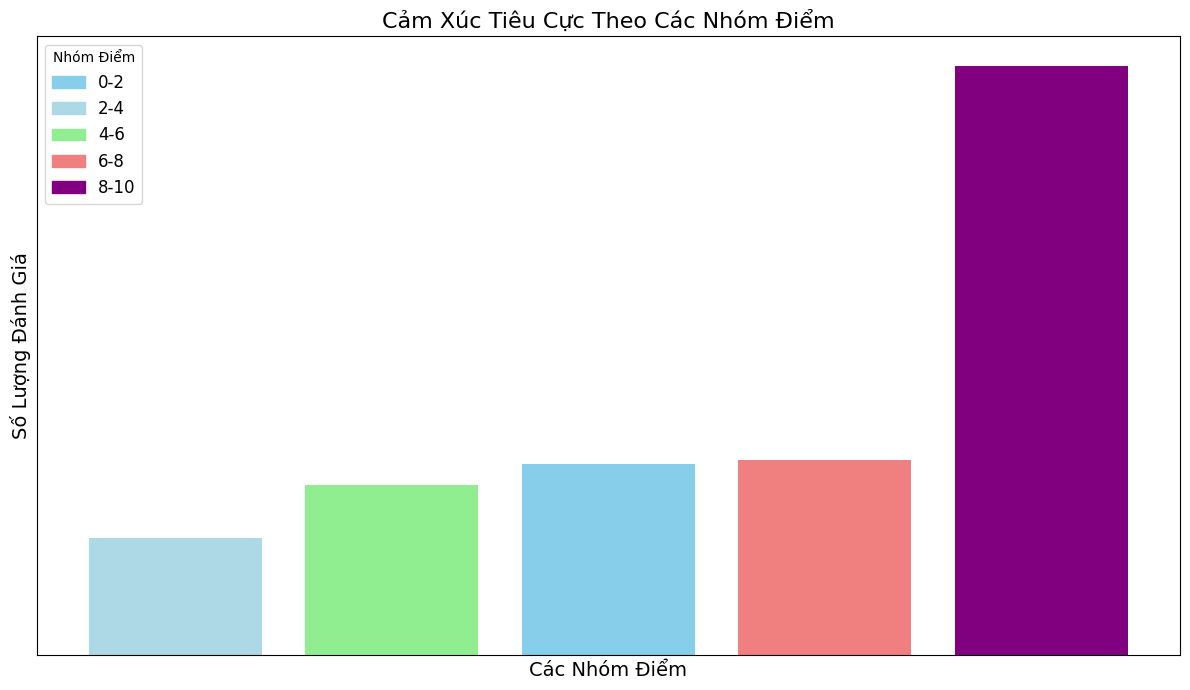 Cảm Xúc Tiêu Cực Theo Các Nhóm Điểm
Nhóm Điểm
0-2
2-4
4-6
6-8
8-10
Số Lượng Đánh Giá
Các Nhóm Điểm